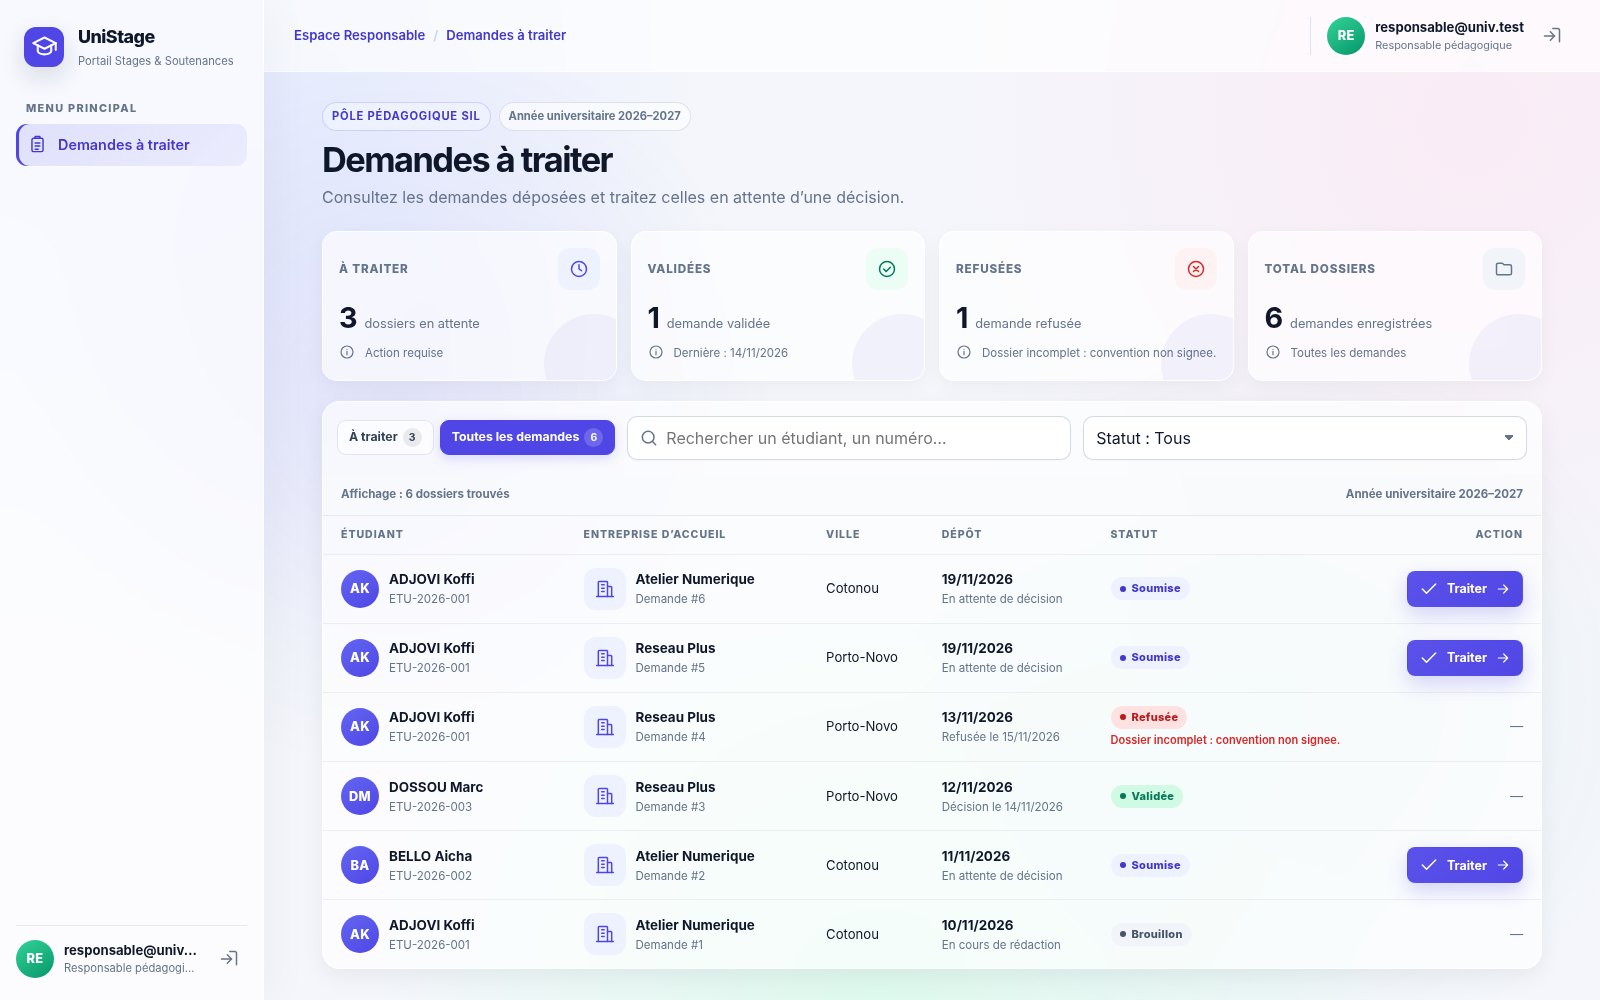 UniStage
Portail Stages & Soutenances
MENU PRINCIPAL
Demandes à traiter
RE
responsable@univ...
Responsable pédagogi...
Espace Responsable / Demandes à traiter
RE
responsable@univ.test
Responsable pédagogique
PÔLE PÉDAGOGIQUE SIL
Année universitaire 2026–2027
Demandes à traiter
Consultez les demandes déposées et traitez celles en attente d’une décision.
À TRAITER
3 dossiers en attente
Action requise
VALIDÉES
1 demande validée
Dernière : 14/11/2026
REFUSÉES
1 demande refusée
Dossier incomplet : convention non signee.
TOTAL DOSSIERS
6 demandes enregistrées
Toutes les demandes
À traiter 3
Toutes les demandes 6
Rechercher un étudiant, un numéro...
Statut : Tous
Affichage : 6 dossiers trouvés
Année universitaire 2026–2027
ÉTUDIANT ENTREPRISE D’ACCUEIL VILLE DÉPÔT STATUT ACTION
AK ADJOVI Koffi Atelier Numerique Cotonou 19/11/2026 Soumise Traiter
ETU-2026-001 Demande #6 En attente de décision
AK ADJOVI Koffi Reseau Plus Porto-Novo 19/11/2026 Soumise Traiter
ETU-2026-001 Demande #5 En attente de décision
AK ADJOVI Koffi Reseau Plus Porto-Novo 13/11/2026 Refusée —
ETU-2026-001 Demande #4 Refusée le 15/11/2026 Dossier incomplet : convention non signee.
DM DOSSOU Marc Reseau Plus Porto-Novo 12/11/2026 Validée —
ETU-2026-003 Demande #3 Décision le 14/11/2026
BA BELLO Aicha Atelier Numerique Cotonou 11/11/2026 Soumise Traiter
ETU-2026-002 Demande #2 En attente de décision
AK ADJOVI Koffi Atelier Numerique Cotonou 10/11/2026 Brouillon —
ETU-2026-001 Demande #1 En cours de rédaction